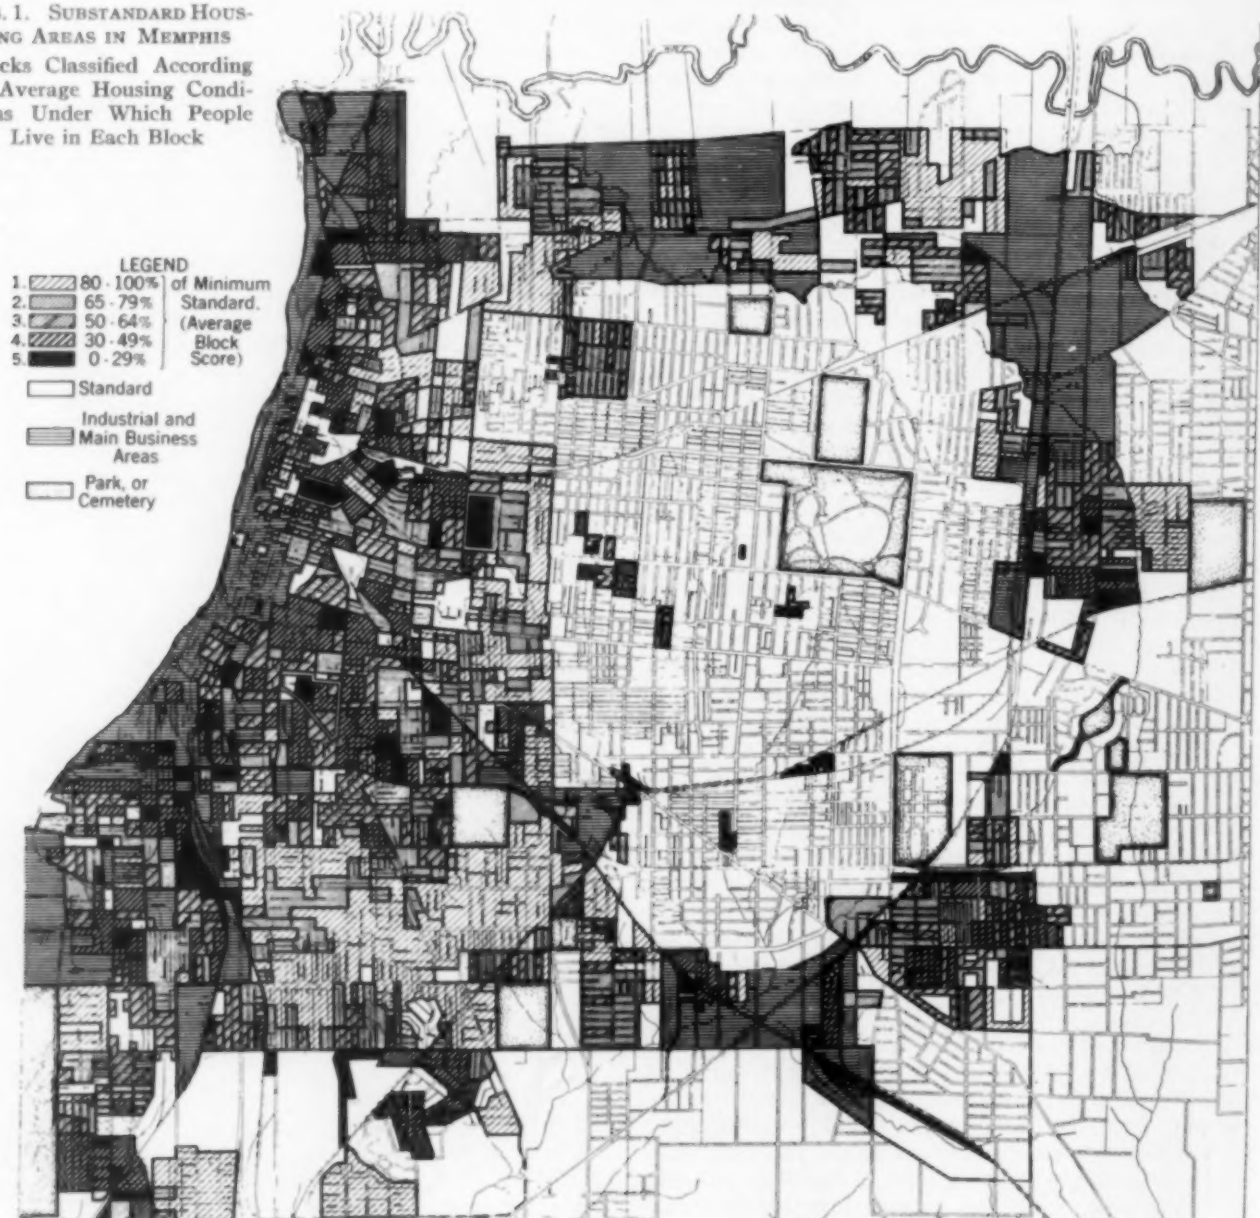 . 1. SUBSTANDARD HOUS-
NG AREAS IN MEMPHIS
cks Classified According
Average Housing Condi-
ns Under Which People
Live in Each Block
LEGEND
1. 80 - 100% of Minimum
2. 65 - 79% Standard.
3. 50 - 64% (Average
4. 30 - 49% Block
5. 0 - 29% Score)
Standard
Industrial and
Main Business
Areas
Park, or
Cemetery